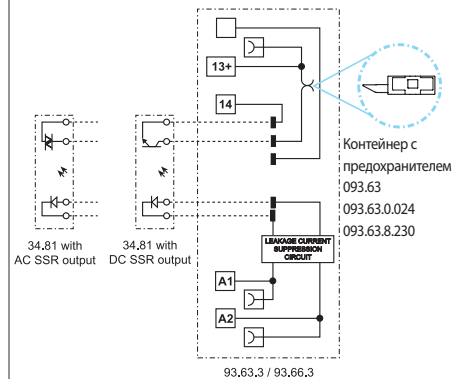 13+
14
Контейнер с
предохранителем
093.63
093.63.0.024
093.63.8.230
34.81 with
AC SSR output
34.81 with
DC SSR output
LEAKAGE CURRENT
SUPPRESSION
CIRCUIT
A1
A2
93.63.3 / 93.66.3